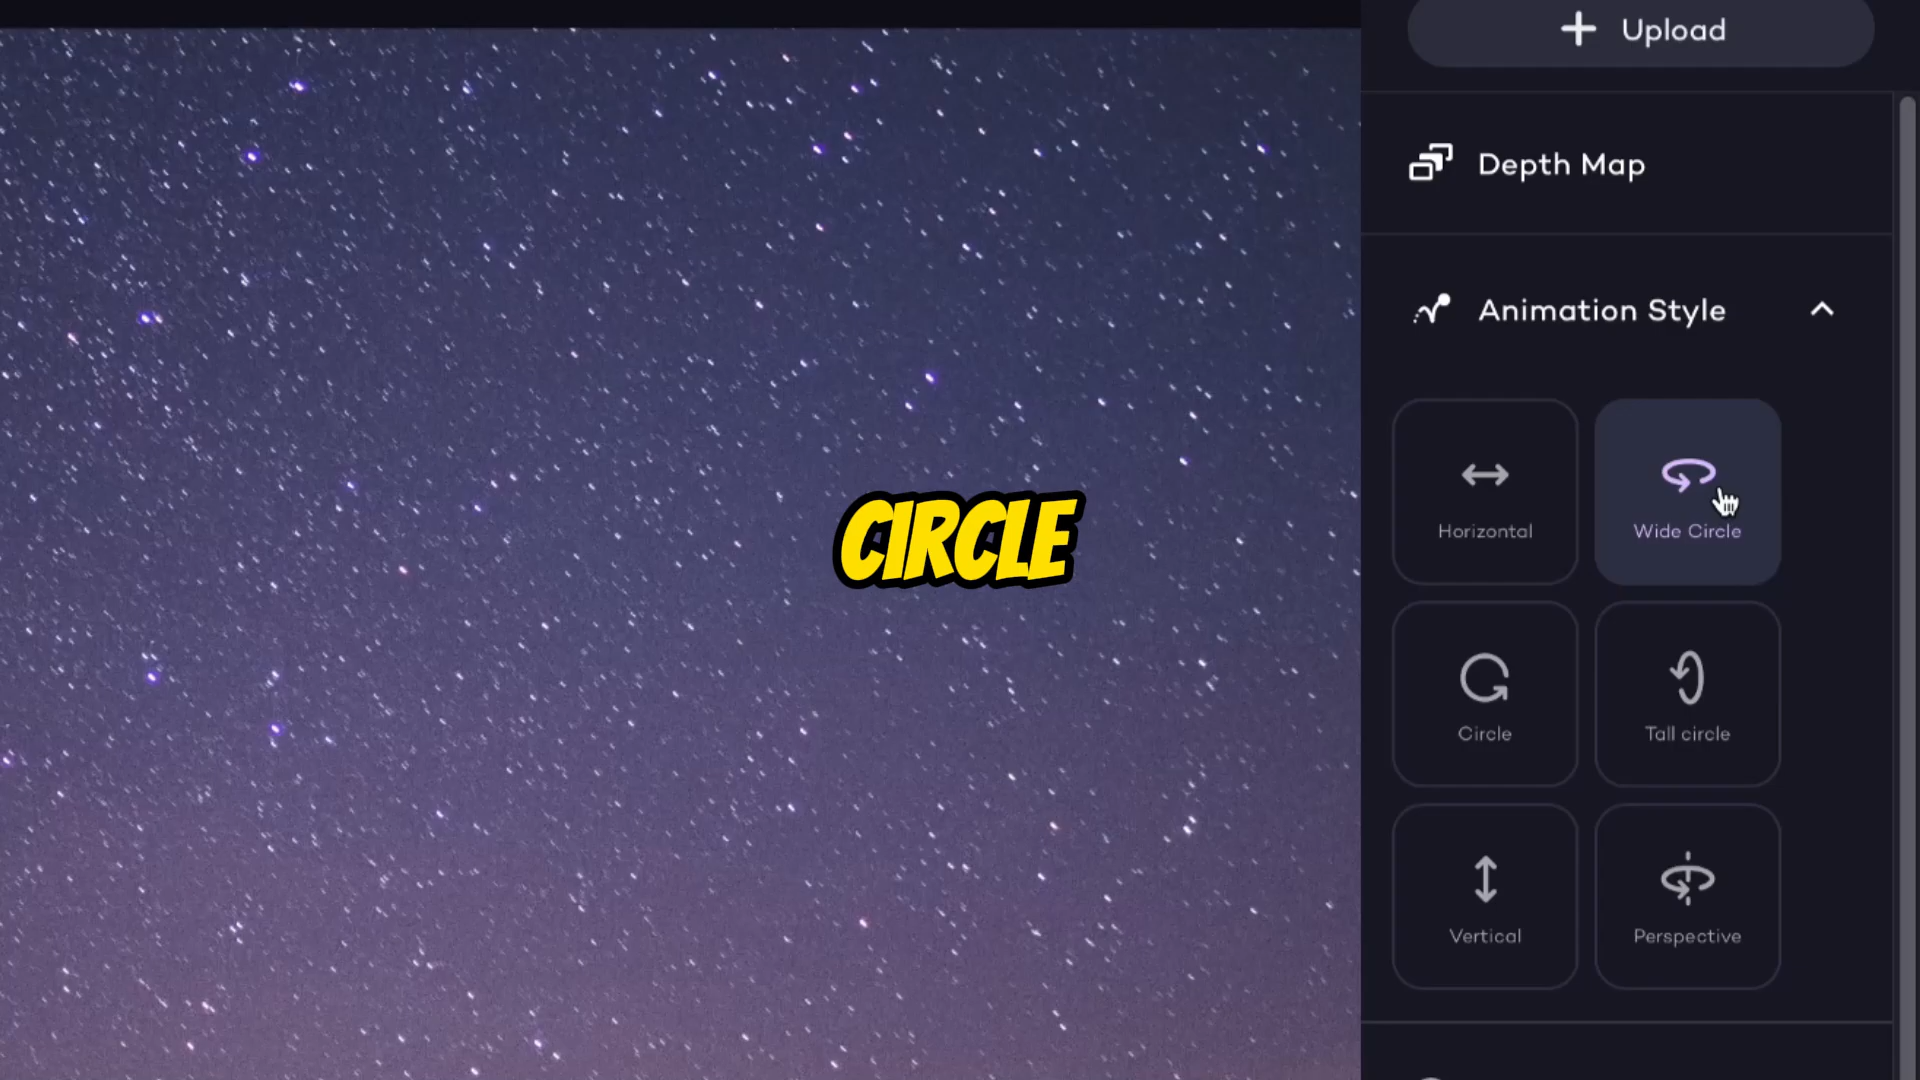 Upload
Depth Map
Animation Style
CIRCLE
Horizontal
Wide Circle
Circle
Tall circle
Vertical
Perspective